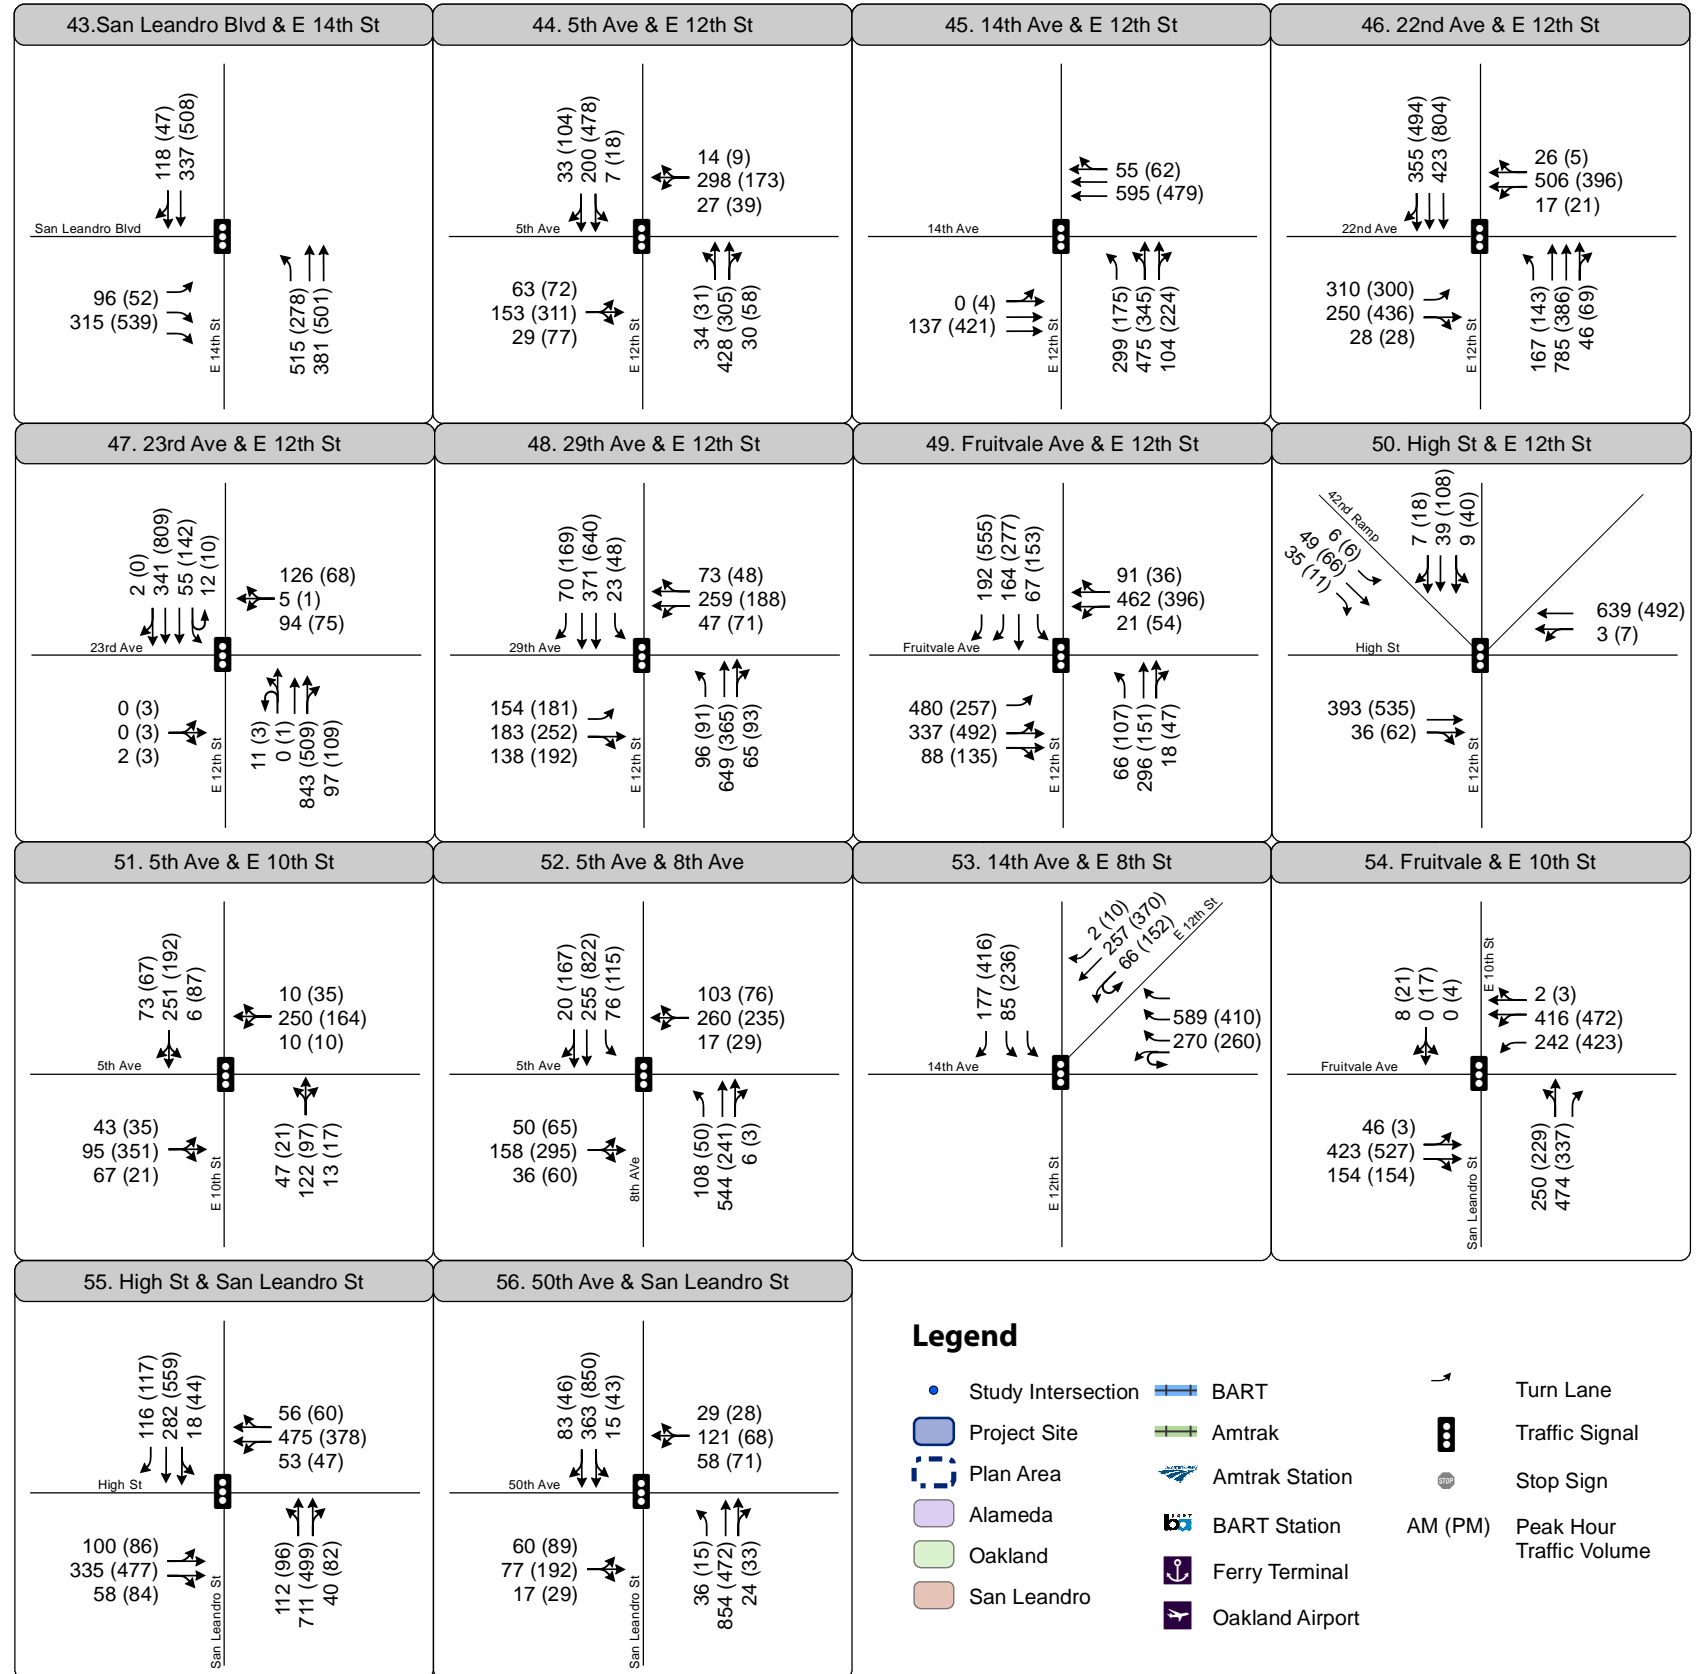 43.San Leandro Blvd & E 14th St
118 (47)
337 (508)
San Leandro Blvd
96 (52)
315 (539)
E 14th St
515 (278)
381 (501)
44. 5th Ave & E 12th St
33 (104)
200 (478)
7 (18)
14 (9)
298 (173)
27 (39)
5th Ave
63 (72)
153 (311)
29 (77)
E 12th St
34 (31)
428 (305)
30 (58)
45. 14th Ave & E 12th St
55 (62)
595 (479)
14th Ave
0 (4)
137 (421)
E 12th St
299 (175)
475 (345)
104 (224)
46. 22nd Ave & E 12th St
355 (494)
423 (804)
26 (5)
506 (396)
17 (21)
22nd Ave
310 (300)
250 (436)
28 (28)
E 12th St
167 (143)
785 (386)
46 (69)
47. 23rd Ave & E 12th St
2 (0)
341 (809)
55 (142)
12 (10)
126 (68)
5 (1)
94 (75)
23rd Ave
0 (3)
0 (3)
2 (3)
E 12th St
11 (3)
0 (1)
843 (509)
97 (109)
48. 29th Ave & E 12th St
70 (169)
371 (640)
23 (48)
73 (48)
259 (188)
47 (71)
29th Ave
154 (181)
183 (252)
138 (192)
E 12th St
96 (91)
649 (365)
65 (93)
49. Fruitvale Ave & E 12th St
192 (555)
164 (277)
67 (153)
91 (36)
462 (396)
21 (54)
Fruitvale Ave
480 (257)
337 (492)
88 (135)
E 12th St
66 (107)
296 (151)
18 (47)
50. High St & E 12th St
42nd Ramp
6 (6)
49 (66)
35 (11)
7 (18)
39 (108)
9 (40)
639 (492)
3 (7)
High St
393 (535)
36 (62)
E 12th St
51. 5th Ave & E 10th St
73 (67)
251 (192)
6 (87)
10 (35)
250 (164)
10 (10)
5th Ave
43 (35)
95 (351)
67 (21)
E 10th St
47 (21)
122 (97)
13 (17)
52. 5th Ave & 8th Ave
20 (167)
255 (822)
76 (115)
103 (76)
260 (235)
17 (29)
5th Ave
50 (65)
158 (295)
36 (60)
8th AVe
108 (50)
544 (241)
6 (3)
53. 14th Ave & E 8th St
177 (416)
85 (236)
2 (10)
257 (370)
66 (152)
E 12th St
589 (410)
270 (260)
14th Ave
E 12th St
54. Fruitvale & E 10th St
8 (21)
0 (17)
0 (4)
E 10th St
2 (3)
416 (472)
242 (423)
Fruitvale Ave
46 (3)
423 (527)
154 (154)
San Leandro St
250 (229)
474 (337)
55. High St & San Leandro St
116 (117)
282 (559)
18 (44)
56 (60)
475 (378)
53 (47)
High St
100 (86)
335 (477)
58 (84)
San Leandro St
112 (96)
711 (499)
40 (82)
56. 50th Ave & San Leandro St
83 (46)
363 (850)
15 (43)
29 (28)
121 (68)
58 (71)
50th Ave
60 (89)
77 (192)
17 (29)
San Leandro St
36 (15)
854 (472)
24 (33)
Legend
Study Intersection
Project Site
Plan Area
Alameda
Oakland
San Leandro
BART
Amtrak
Amtrak Station
BART Station
Ferry Terminal
Oakland Airport
Turn Lane
Traffic Signal
STOP
Stop Sign
AM (PM)
Peak Hour
Traffic Volume